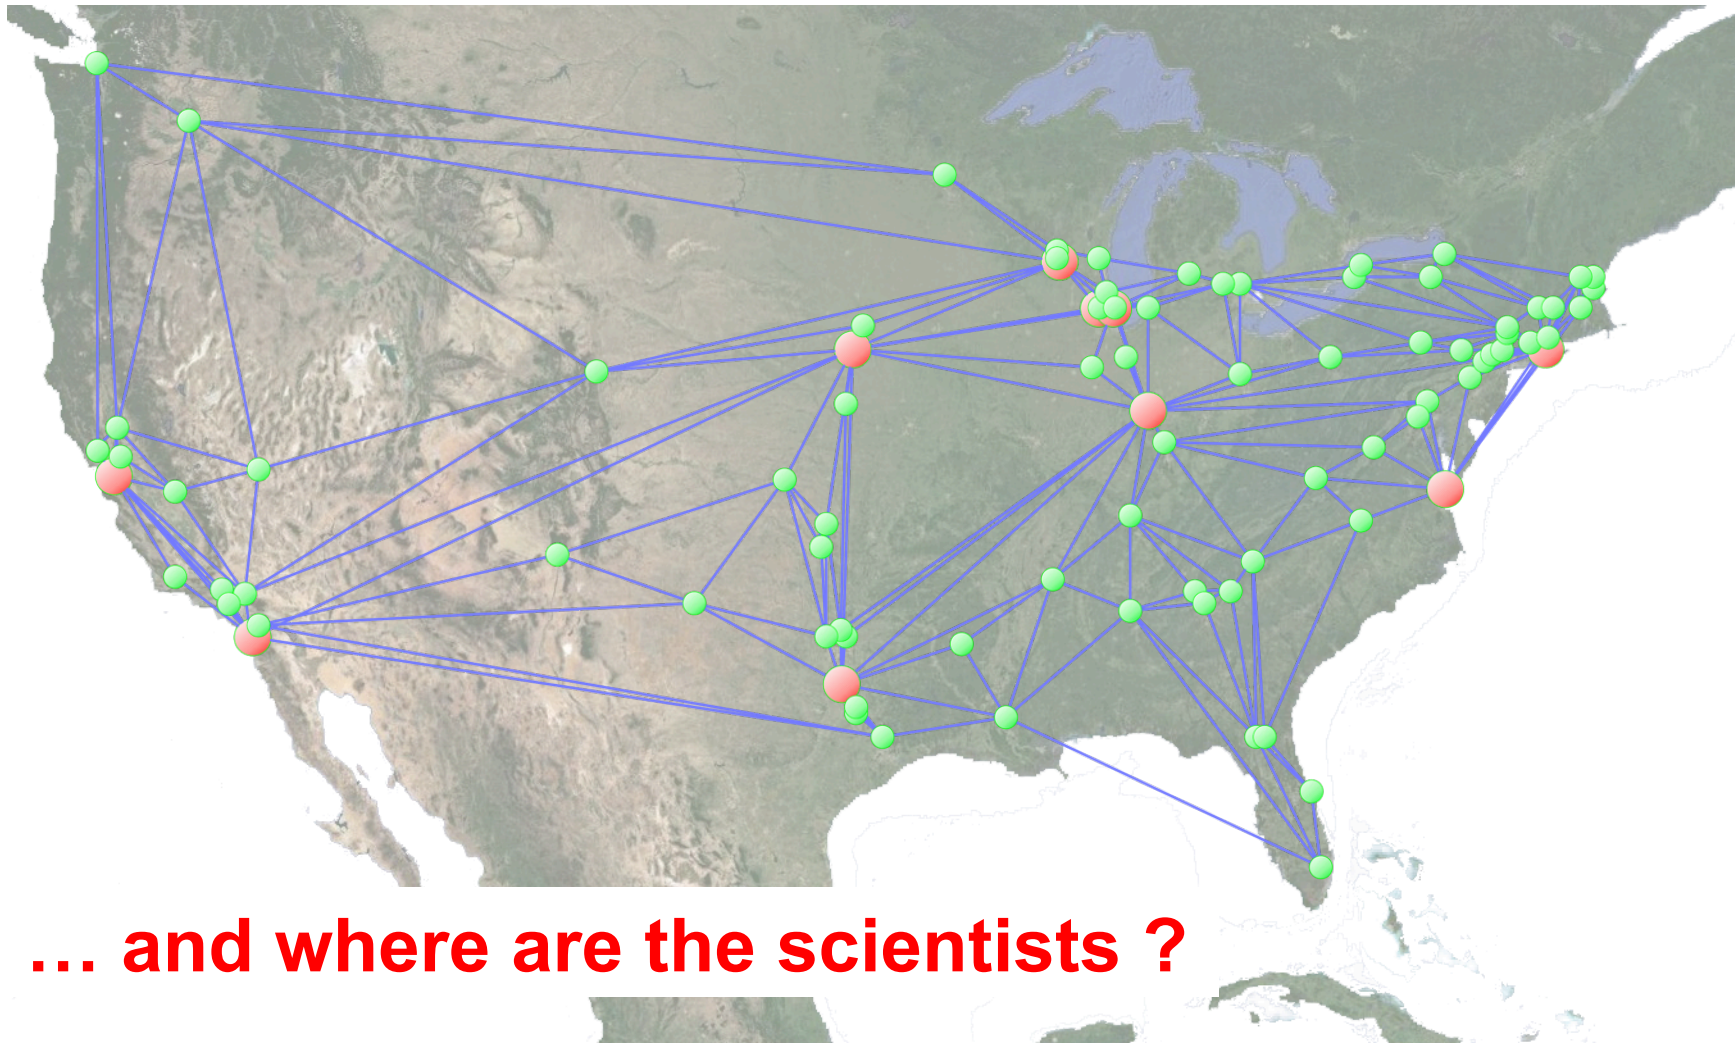 … and where are the scientists ?